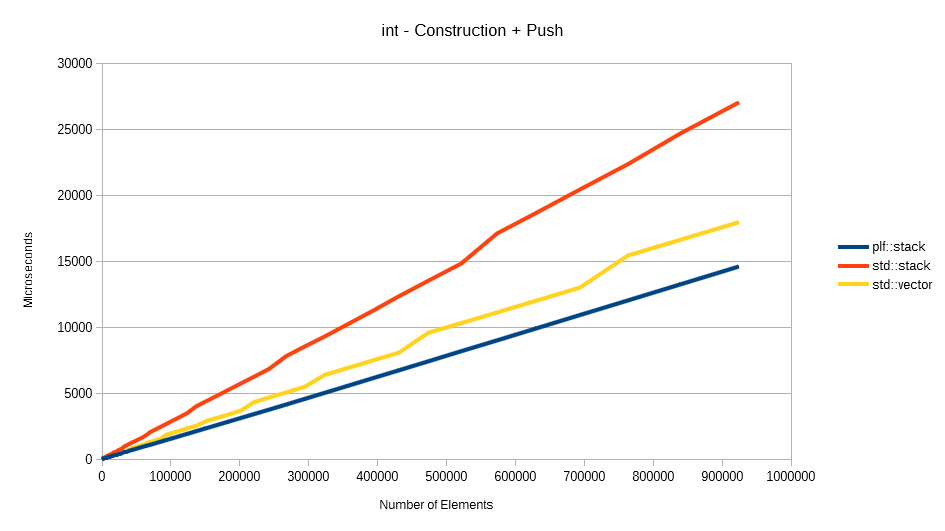 int - Construction + Push
30000
25000
20000
15000
10000
5000
0
Microseconds
0 100000 200000 300000 400000 500000 600000 700000 800000 900000 1000000
Number of Elements
plf::stack
std::stack
std::vector